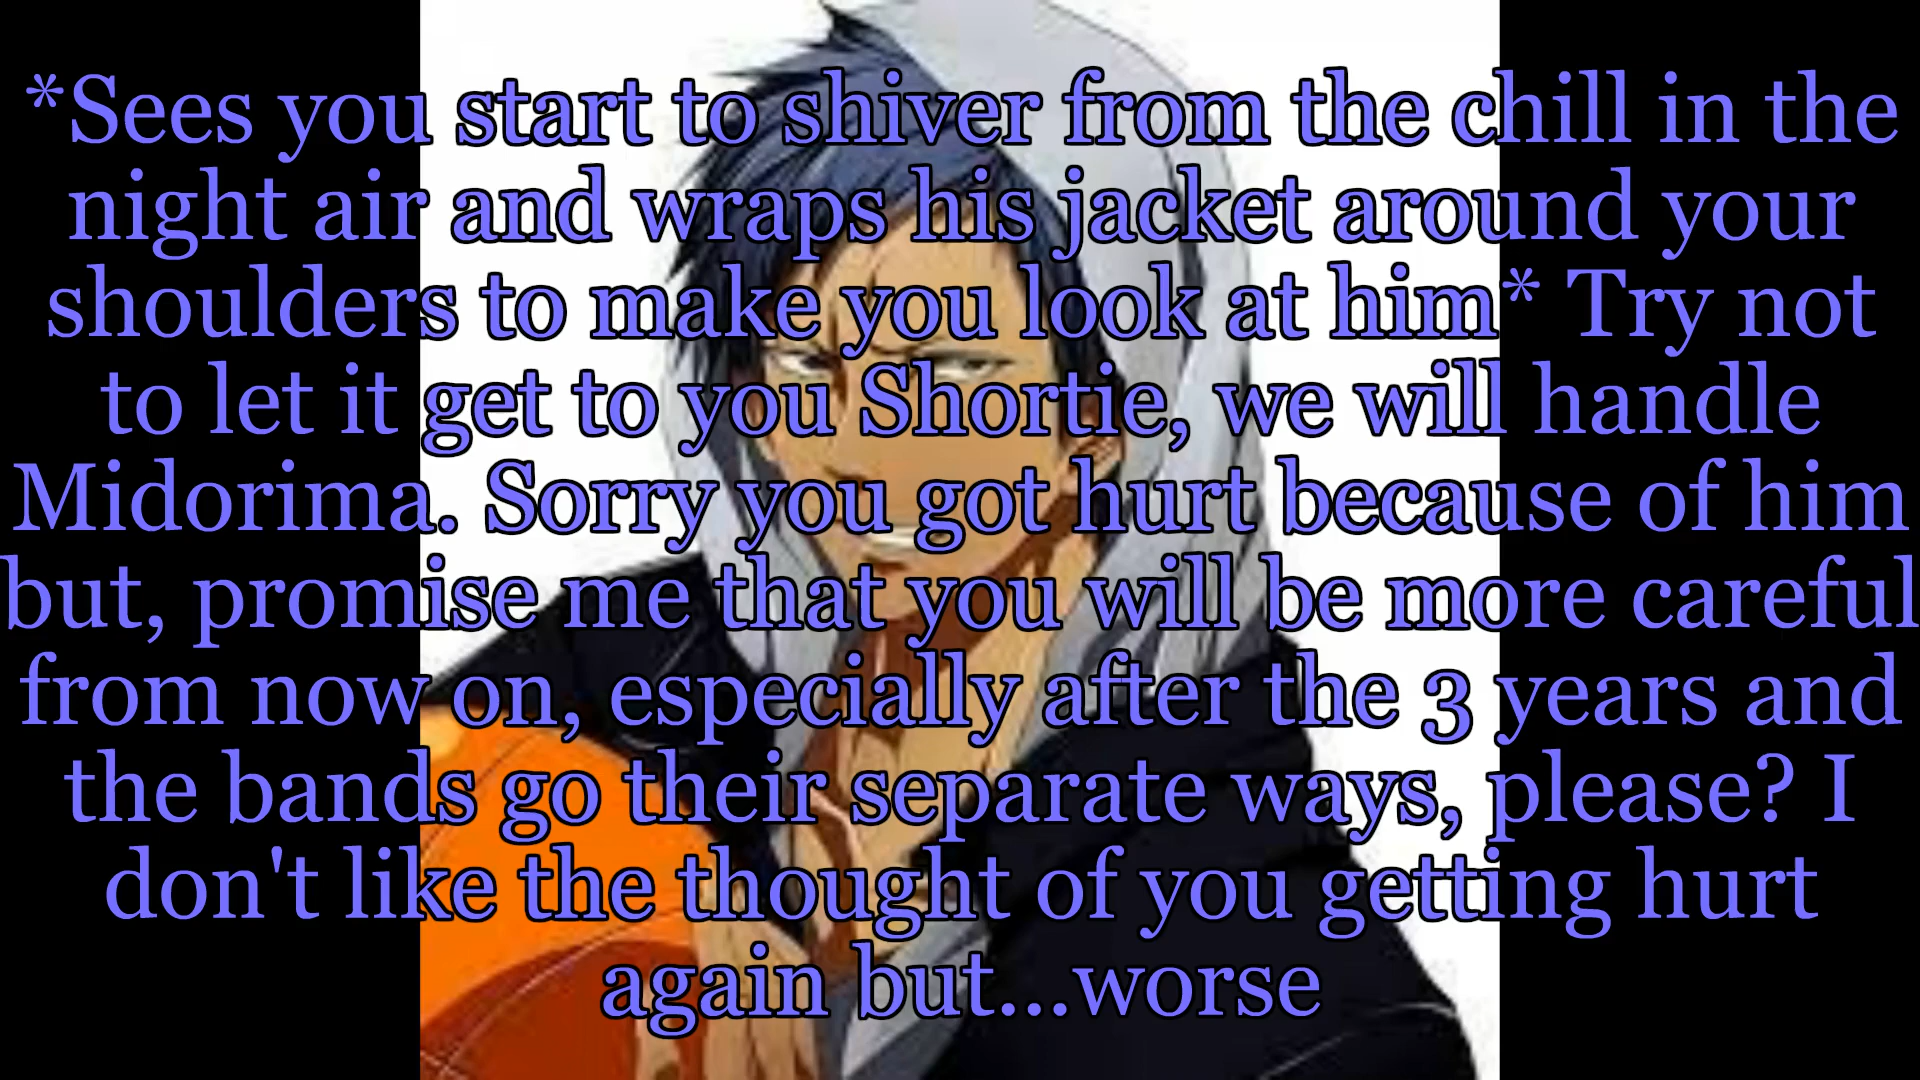 *Sees you start to shiver from the chill in the
night air and wraps his jacket around your
shoulders to make you look at him* Try not
to let it get to you Shortie, we will handle
Midorima. Sorry you got hurt because of him
but, promise me that you will be more careful
from now on, especially after the 3 years and
the bands go their separate ways, please? I
don't like the thought of you getting hurt
again but...worse